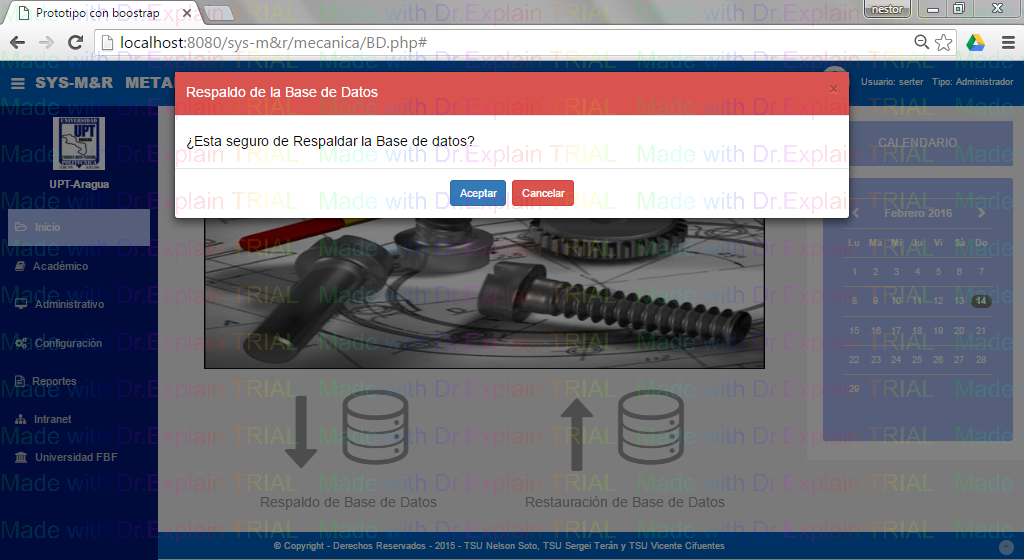 Prototipo con boostrap
nestor
localhost:8080/sys-m&r/mecanica/BD.php#
SYS-M&R META
Usuario: serter Tipo: Administrador
Respaldo de la Base de Datos
×
¿Esta seguro de Respaldar la Base de datos?
Aceptar
Cancelar
UNIVERSIDAD
UPT
ARAGUA
POLITECNICA
UPT-Aragua
Inicio
Académico
Administrativo
Configuración
Reportes
Intranet
Universidad FBF
CALENDARIO
Febrero 2016
Lu Ma Mi Ju Vi Sá Do
1 2 3 4 5 6 7
8 9 10 11 12 13 14
15 16 17 18 19 20 21
22 23 24 25 26 27 28
29
Respaldo de Base de Datos
Restauración de Base de Datos
© Copyright - Derechos Reservados - 2015 - TSU Nelson Soto, TSU Sergei Terán y TSU Vicente Cifuentes
Made with Dr.Explain TRIAL